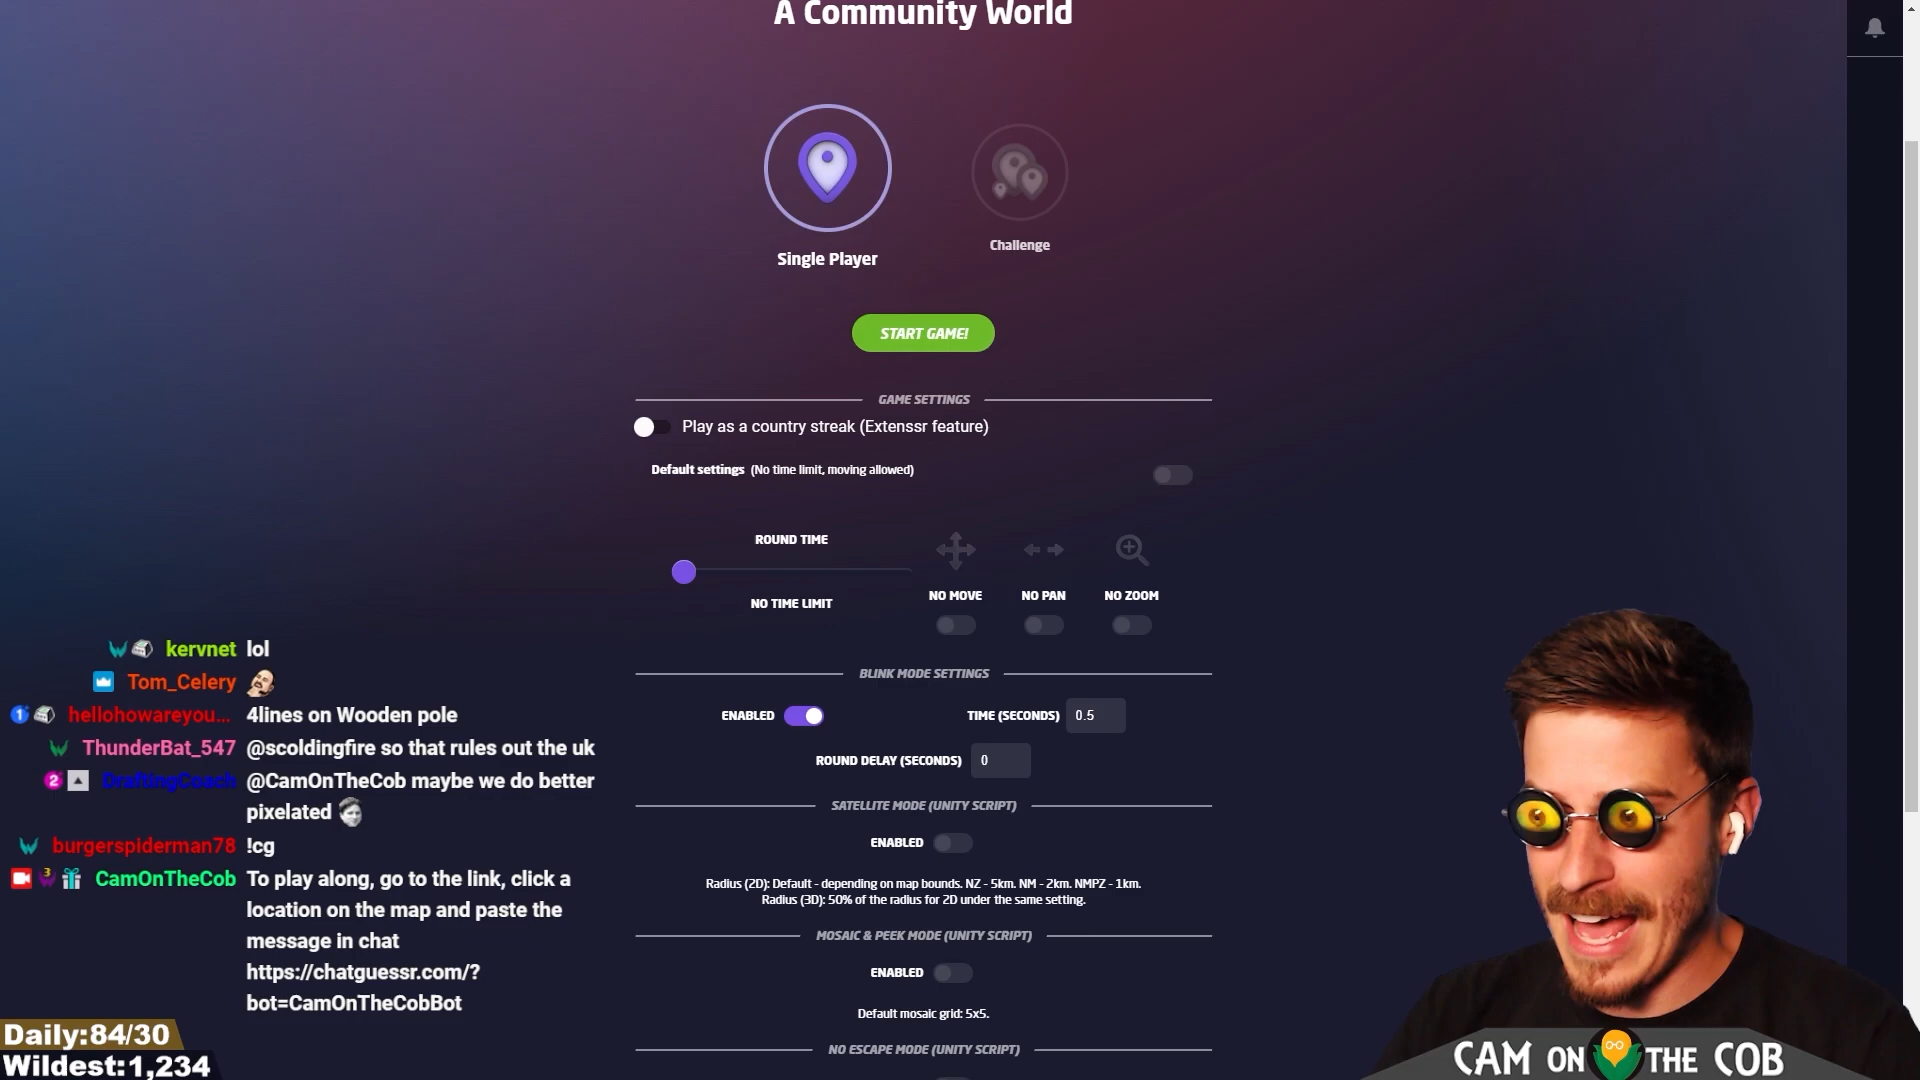 A Community World
Single Player
Challenge
START GAME!
GAME SETTINGS
Play as a country streak (Extenssr feature)
Default settings (No time limit, moving allowed)
ROUND TIME
NO TIME LIMIT
NO MOVE
NO PAN
NO ZOOM
BLINK MODE SETTINGS
ENABLED
TIME (SECONDS) 0.5
ROUND DELAY (SECONDS) 0
SATELLITE MODE (UNITY SCRIPT)
ENABLED
Radius (2D): Default - depending on map bounds. NZ - 5km. NM - 2km. NMPZ - 1km.
Radius (3D): 50% of the radius for 2D under the same setting.
MOSAIC & PEEK MODE (UNITY SCRIPT)
ENABLED
Default mosaic grid: 5x5.
NO ESCAPE MODE (UNITY SCRIPT)
kervnet lol
Tom_Celery
1 hellohowareyou... 4lines on Wooden pole
ThunderBat_547 @scoldingfire so that rules out the uk
2 DraftingCoach @CamOnTheCob maybe we do better
pixelated
burgerspiderman78 !cg
3 CamOnTheCob To play along, go to the link, click a
location on the map and paste the
message in chat
https://chatguessr.com/?
bot=CamOnTheCobBot
Daily:84/30
Wildest:1,234
CAM ON THE COB